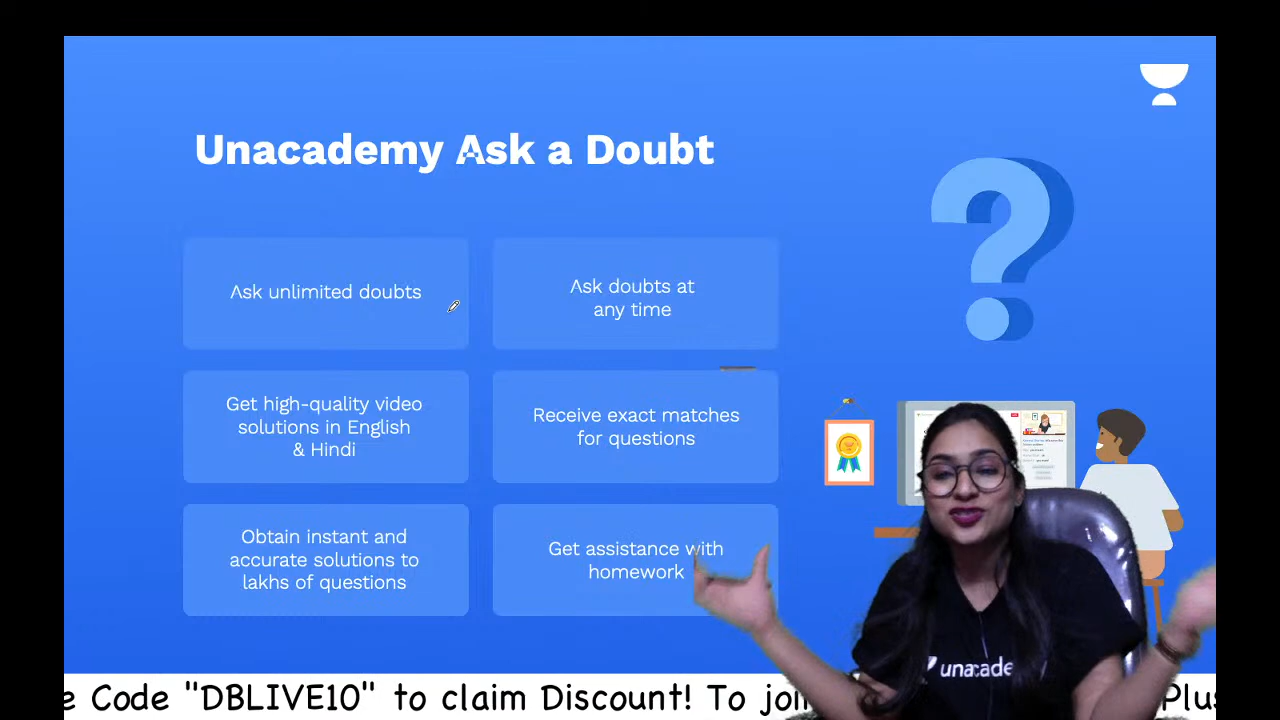 Unacademy Ask a Doubt
Ask unlimited doubts
Ask doubts at
any time
Get high-quality video
solutions in English
& Hindi
Receive exact matches
for questions
Obtain instant and
accurate solutions to
lakhs of questions
Get assistance with
homework
unacade
e Code "DBLIVE10" to claim Discount! To joi Plus